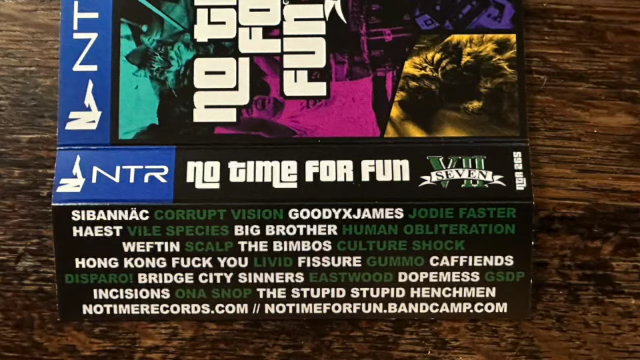 NTR
NO TIME FOR FUN
NTR
NO TIME FOR FUN
VII
SEVEN
NTR 265
SIBANNÄC CORRUPT VISION GOODYXJAMES JODIE FASTER
HAEST VILE SPECIES BIG BROTHER HUMAN OBLITERATION
WEFTIN SCALP THE BIMBOS CULTURE SHOCK
HONG KONG FUCK YOU LIVID FISSURE GUMMO CAFFIENDS
DISPARO! BRIDGE CITY SINNERS EASTWOOD DOPEMESS GSDP
INCISIONS ONA SNOP THE STUPID STUPID HENCHMEN
NOTIMERECORDS.COM // NOTIMEFORFUN.BANDCAMP.COM